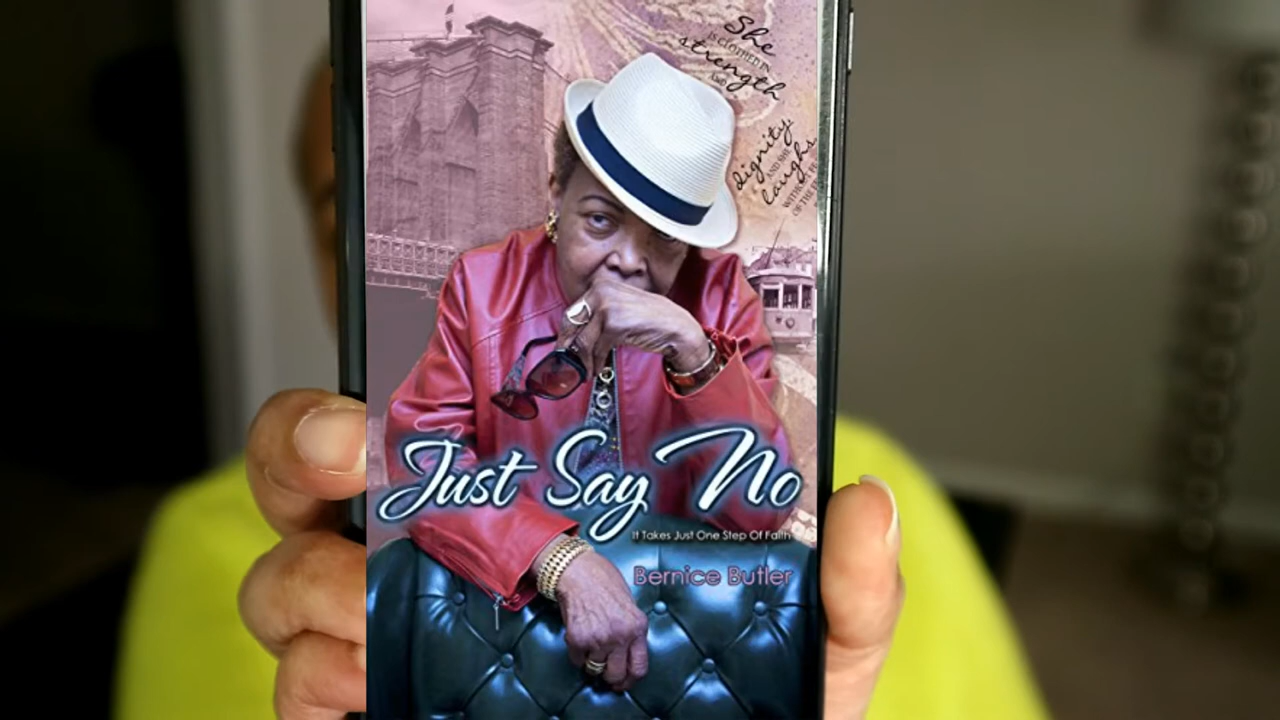 She
IS CLOTHED IN
strength
AND
dignity,
AND SHE
laughs
Just Say No
It Takes Just One Step Of Faith
Bernice Butler